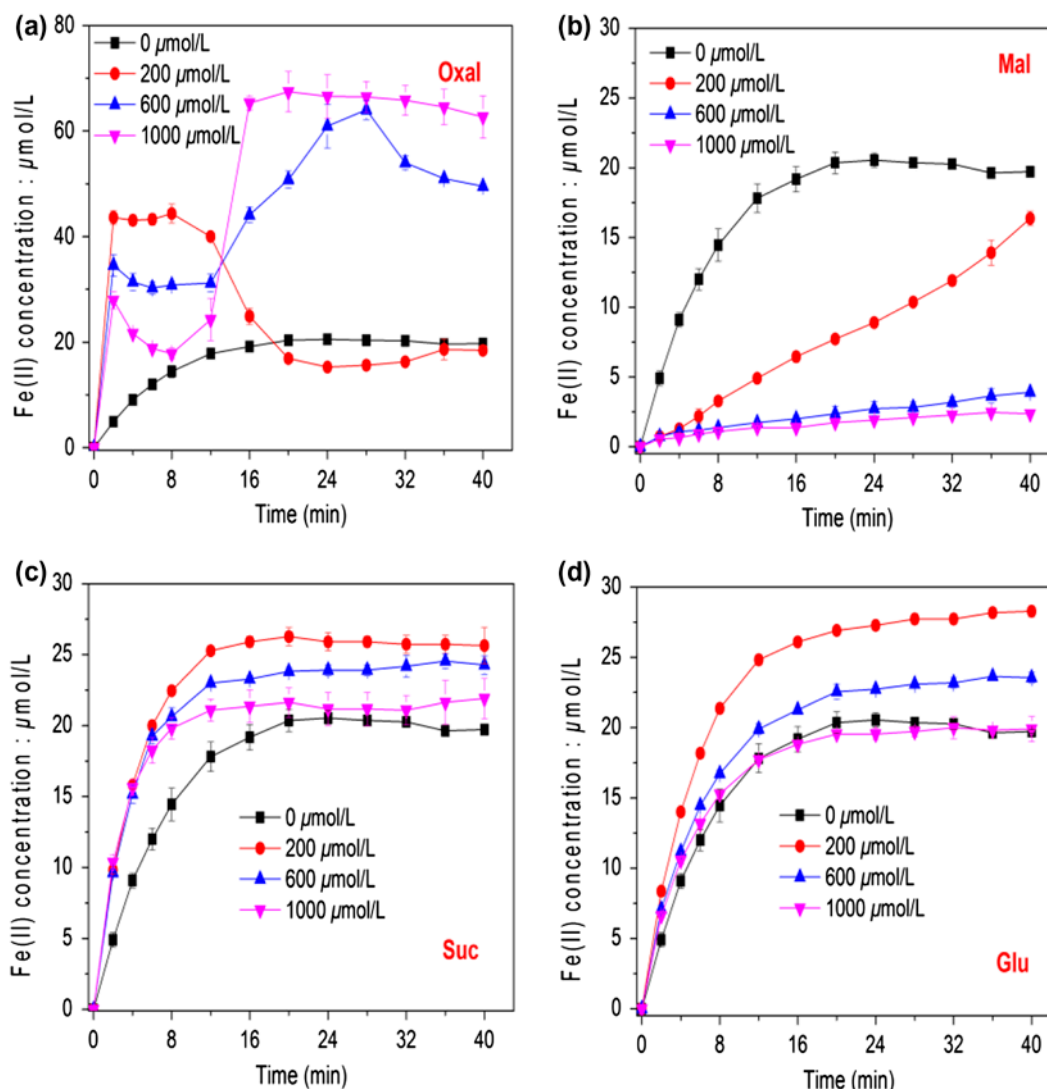 (a)
80
60
40
20
0
Fe(II) concentration : µmol/L
0 µmol/L
200 µmol/L
600 µmol/L
1000 µmol/L
Oxal
0 8 16 24 32 40
Time (min)
(b)
30
25
20
15
10
5
0
Fe(II) concentration : µmol/L
0 µmol/L
200 µmol/L
600 µmol/L
1000 µmol/L
Mal
0 8 16 24 32 40
Time (min)
(c)
30
25
20
15
10
5
0
Fe(II) concentration : µmol/L
0 µmol/L
200 µmol/L
600 µmol/L
1000 µmol/L
Suc
0 8 16 24 32 40
Time (min)
(d)
30
25
20
15
10
5
0
Fe(II) concentration : µmol/L
0 µmol/L
200 µmol/L
600 µmol/L
1000 µmol/L
Glu
0 8 16 24 32 40
Time (min)